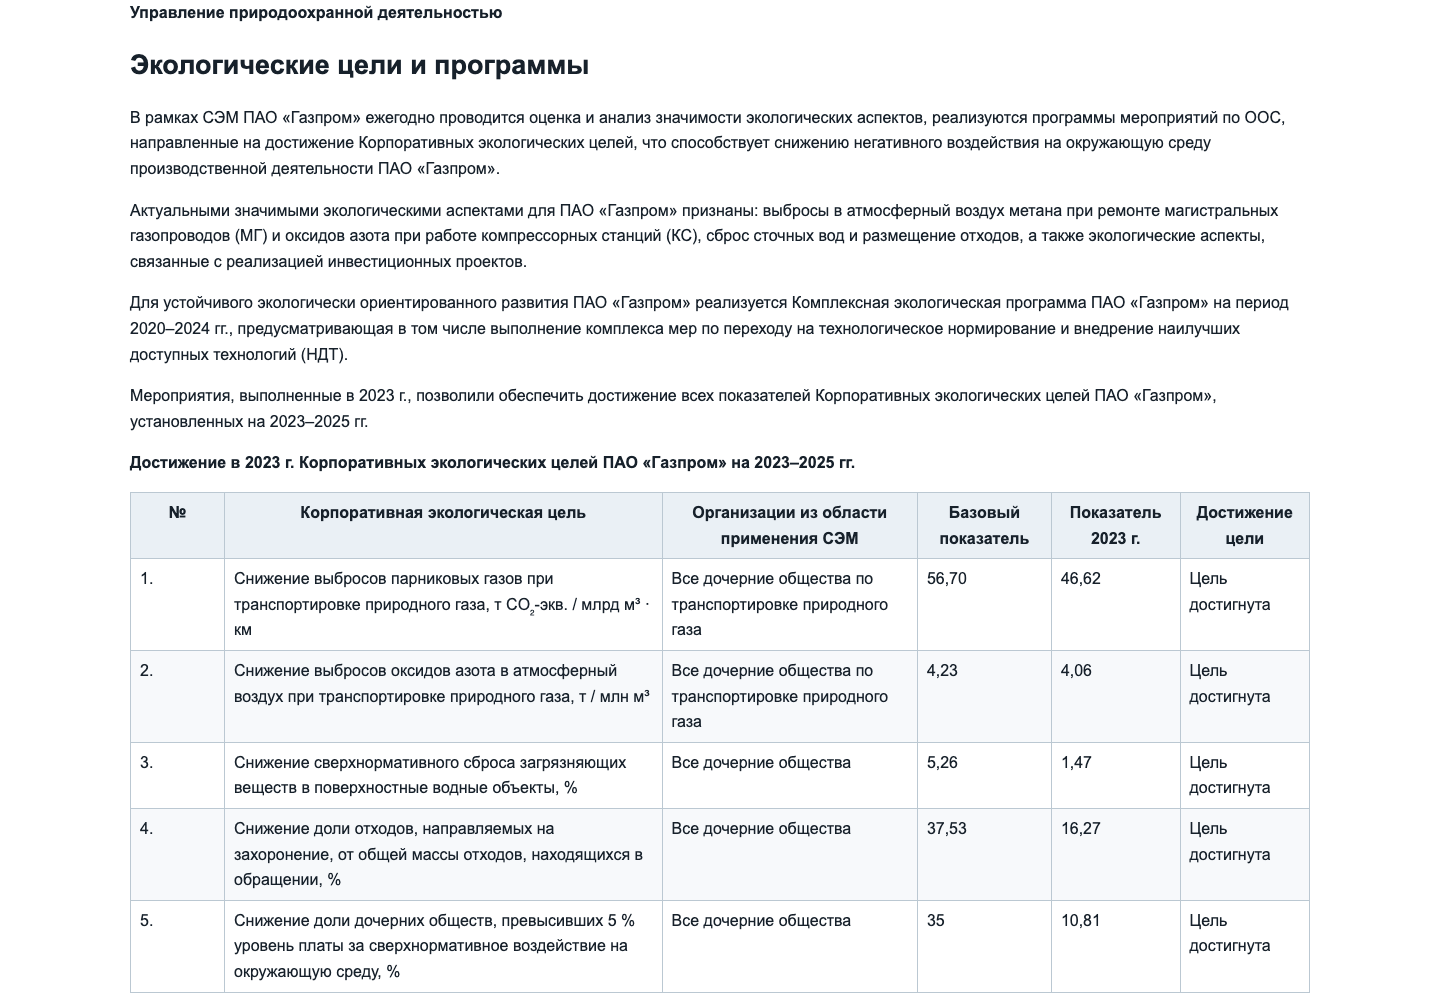 Управление природоохранной деятельностью
Экологические цели и программы
В рамках СЭМ ПАО «Газпром» ежегодно проводится оценка и анализ значимости экологических аспектов, реализуются программы мероприятий по ООС,
направленные на достижение Корпоративных экологических целей, что способствует снижению негативного воздействия на окружающую среду
производственной деятельности ПАО «Газпром».
Актуальными значимыми экологическими аспектами для ПАО «Газпром» признаны: выбросы в атмосферный воздух метана при ремонте магистральных
газопроводов (МГ) и оксидов азота при работе компрессорных станций (КС), сброс сточных вод и размещение отходов, а также экологические аспекты,
связанные с реализацией инвестиционных проектов.
Для устойчивого экологически ориентированного развития ПАО «Газпром» реализуется Комплексная экологическая программа ПАО «Газпром» на период
2020–2024 гг., предусматривающая в том числе выполнение комплекса мер по переходу на технологическое нормирование и внедрение наилучших
доступных технологий (НДТ).
Мероприятия, выполненные в 2023 г., позволили обеспечить достижение всех показателей Корпоративных экологических целей ПАО «Газпром»,
установленных на 2023–2025 гг.
Достижение в 2023 г. Корпоративных экологических целей ПАО «Газпром» на 2023–2025 гг.
№
Корпоративная экологическая цель
Организации из области
применения СЭМ
Базовый
показатель
Показатель
2023 г.
Достижение
цели
1.
Снижение выбросов парниковых газов при
транспортировке природного газа, т CO₂-экв. / млрд м³ ·
км
Все дочерние общества по
транспортировке природного
газа
56,70
46,62
Цель
достигнута
2.
Снижение выбросов оксидов азота в атмосферный
воздух при транспортировке природного газа, т / млн м³
Все дочерние общества по
транспортировке природного
газа
4,23
4,06
Цель
достигнута
3.
Снижение сверхнормативного сброса загрязняющих
веществ в поверхностные водные объекты, %
Все дочерние общества
5,26
1,47
Цель
достигнута
4.
Снижение доли отходов, направляемых на
захоронение, от общей массы отходов, находящихся в
обращении, %
Все дочерние общества
37,53
16,27
Цель
достигнута
5.
Снижение доли дочерних обществ, превысивших 5 %
уровень платы за сверхнормативное воздействие на
окружающую среду, %
Все дочерние общества
35
10,81
Цель
достигнута